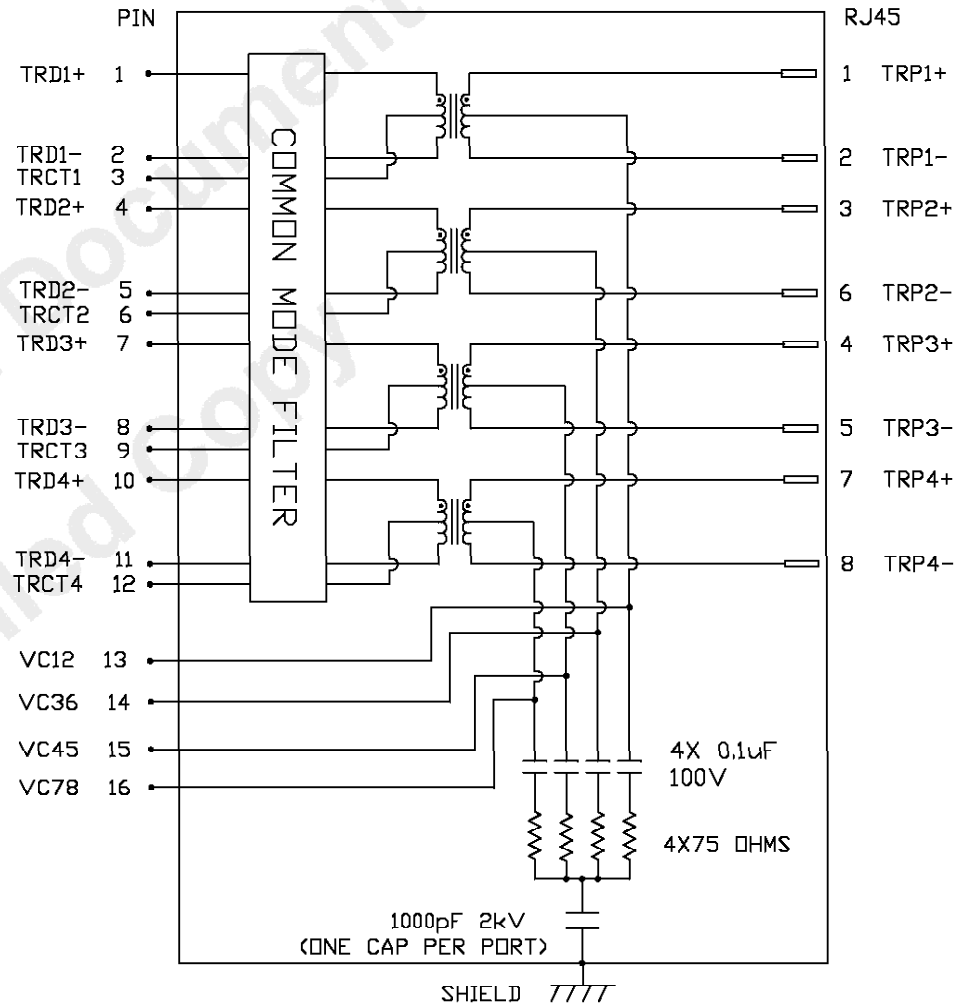 PIN RJ45
TRD1+ 1 1 TRP1+
TRD1- 2 2 TRP1-
TRCT1 3
TRD2+ 4 3 TRP2+
TRD2- 5 6 TRP2-
TRCT2 6
TRD3+ 7 4 TRP3+
TRD3- 8 5 TRP3-
TRCT3 9
TRD4+ 10 7 TRP4+
TRD4- 11 8 TRP4-
TRCT4 12
COMMON MODE FILTER
VC12 13
VC36 14
VC45 15
VC78 16
4X 0.1uF
100V
4X75 OHMS
1000pF 2kV
(ONE CAP PER PORT)
SHIELD
Document
Copy